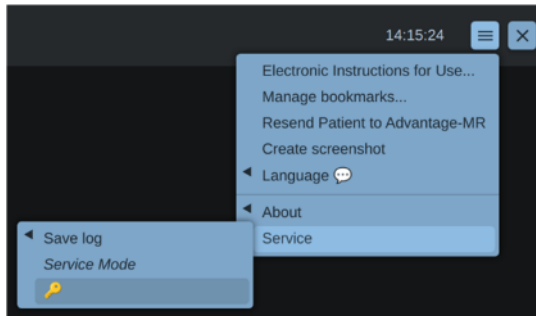 14:15:24
Electronic Instructions for Use...
Manage bookmarks...
Resend Patient to Advantage-MR
Create screenshot
Language
About
Service
Save log
Service Mode